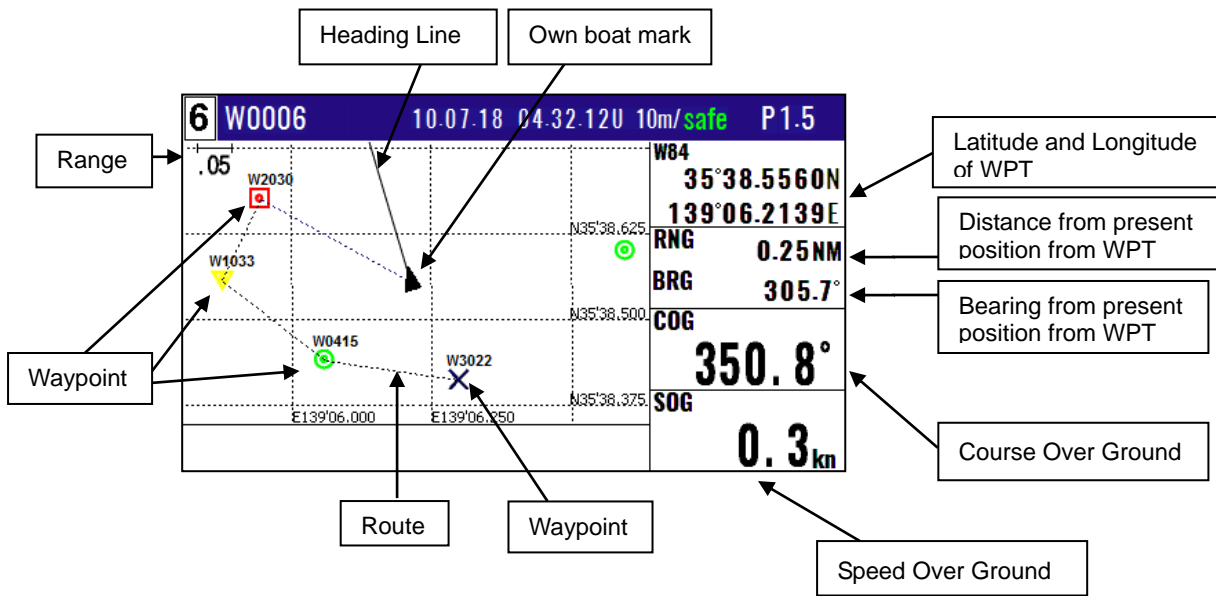 Heading Line
Own boat mark
6 W0006 10.07.18 04.32.12U 10m/safe P1.5
Range
.05
W2030
W1033
W0415
W3022
N35'38.625
N35'38.500
N35'38.375
E139'06.000
E139'06.250
W84
35°38.5560N
139°06.2139E
RNG 0.25NM
BRG 305.7°
COG
350.8°
SOG
0.3kn
Latitude and Longitude
of WPT
Distance from present
position from WPT
Bearing from present
position from WPT
Waypoint
Course Over Ground
Route
Waypoint
Speed Over Ground